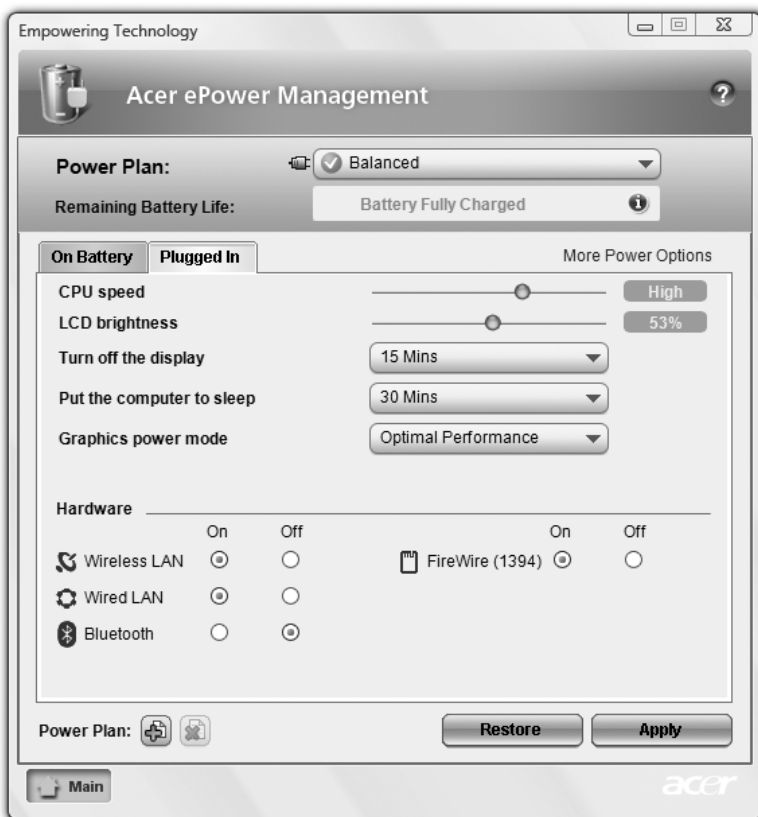 Empowering Technology
Acer ePower Management
?
Power Plan: Balanced
Remaining Battery Life: Battery Fully Charged i
On Battery Plugged In More Power Options
CPU speed High
LCD brightness 53%
Turn off the display 15 Mins
Put the computer to sleep 30 Mins
Graphics power mode Optimal Performance
Hardware
On Off On Off
Wireless LAN FireWire (1394)
Wired LAN
Bluetooth
Power Plan: Restore Apply
Main acer